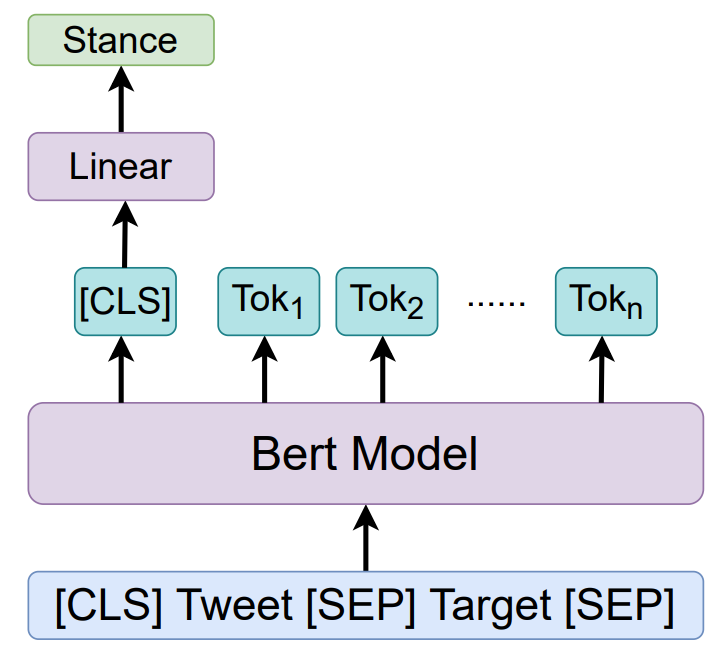 Stance
Linear
[CLS] Tok1 Tok2 ...... Tokn
Bert Model
[CLS] Tweet [SEP] Target [SEP]